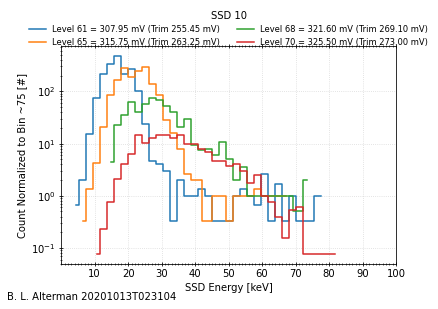 SSD 10
Level 61 = 307.95 mV (Trim 255.45 mV)
Level 65 = 315.75 mV (Trim 263.25 mV)
Level 68 = 321.60 mV (Trim 269.10 mV)
Level 70 = 325.50 mV (Trim 273.00 mV)
Count Normalized to Bin ~75 [#]
10²
10¹
10⁰
10⁻¹
10 20 30 40 50 60 70 80 90 100
SSD Energy [keV]
B. L. Alterman 20201013T023104